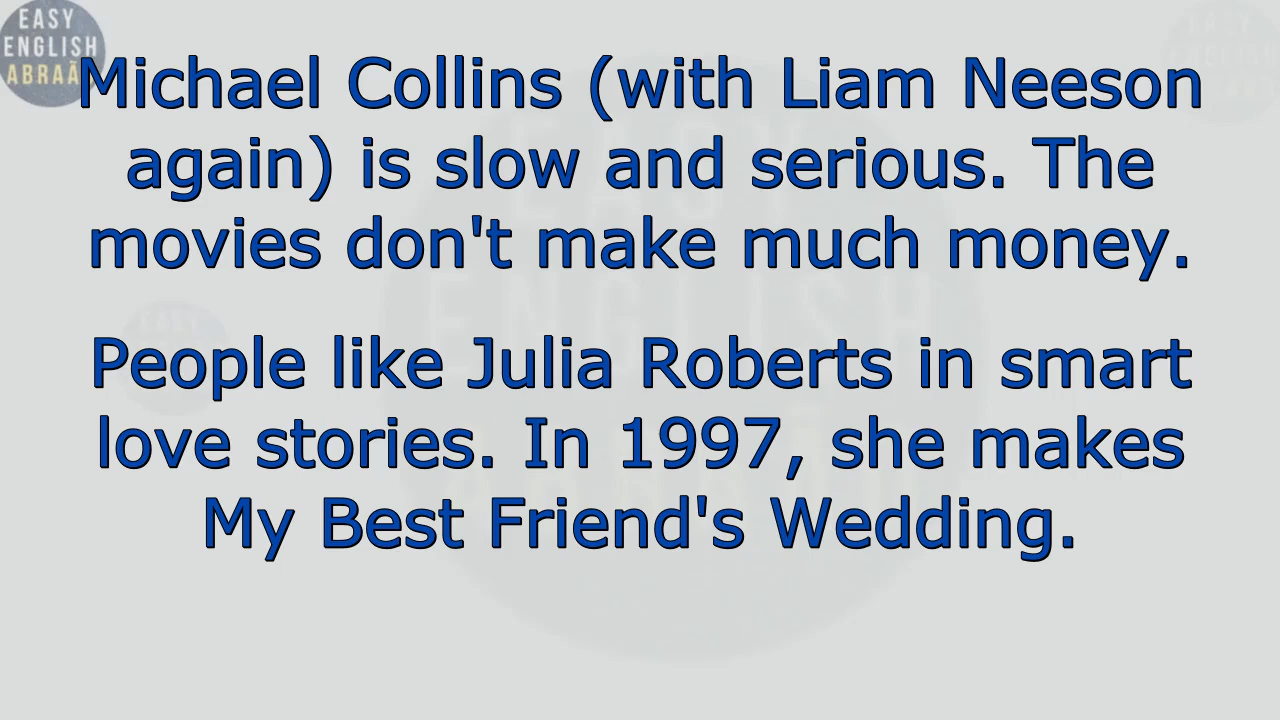 EASY
ENGLISH
ABRAÃ
Michael Collins (with Liam Neeson
again) is slow and serious. The
movies don't make much money.
People like Julia Roberts in smart
love stories. In 1997, she makes
My Best Friend's Wedding.